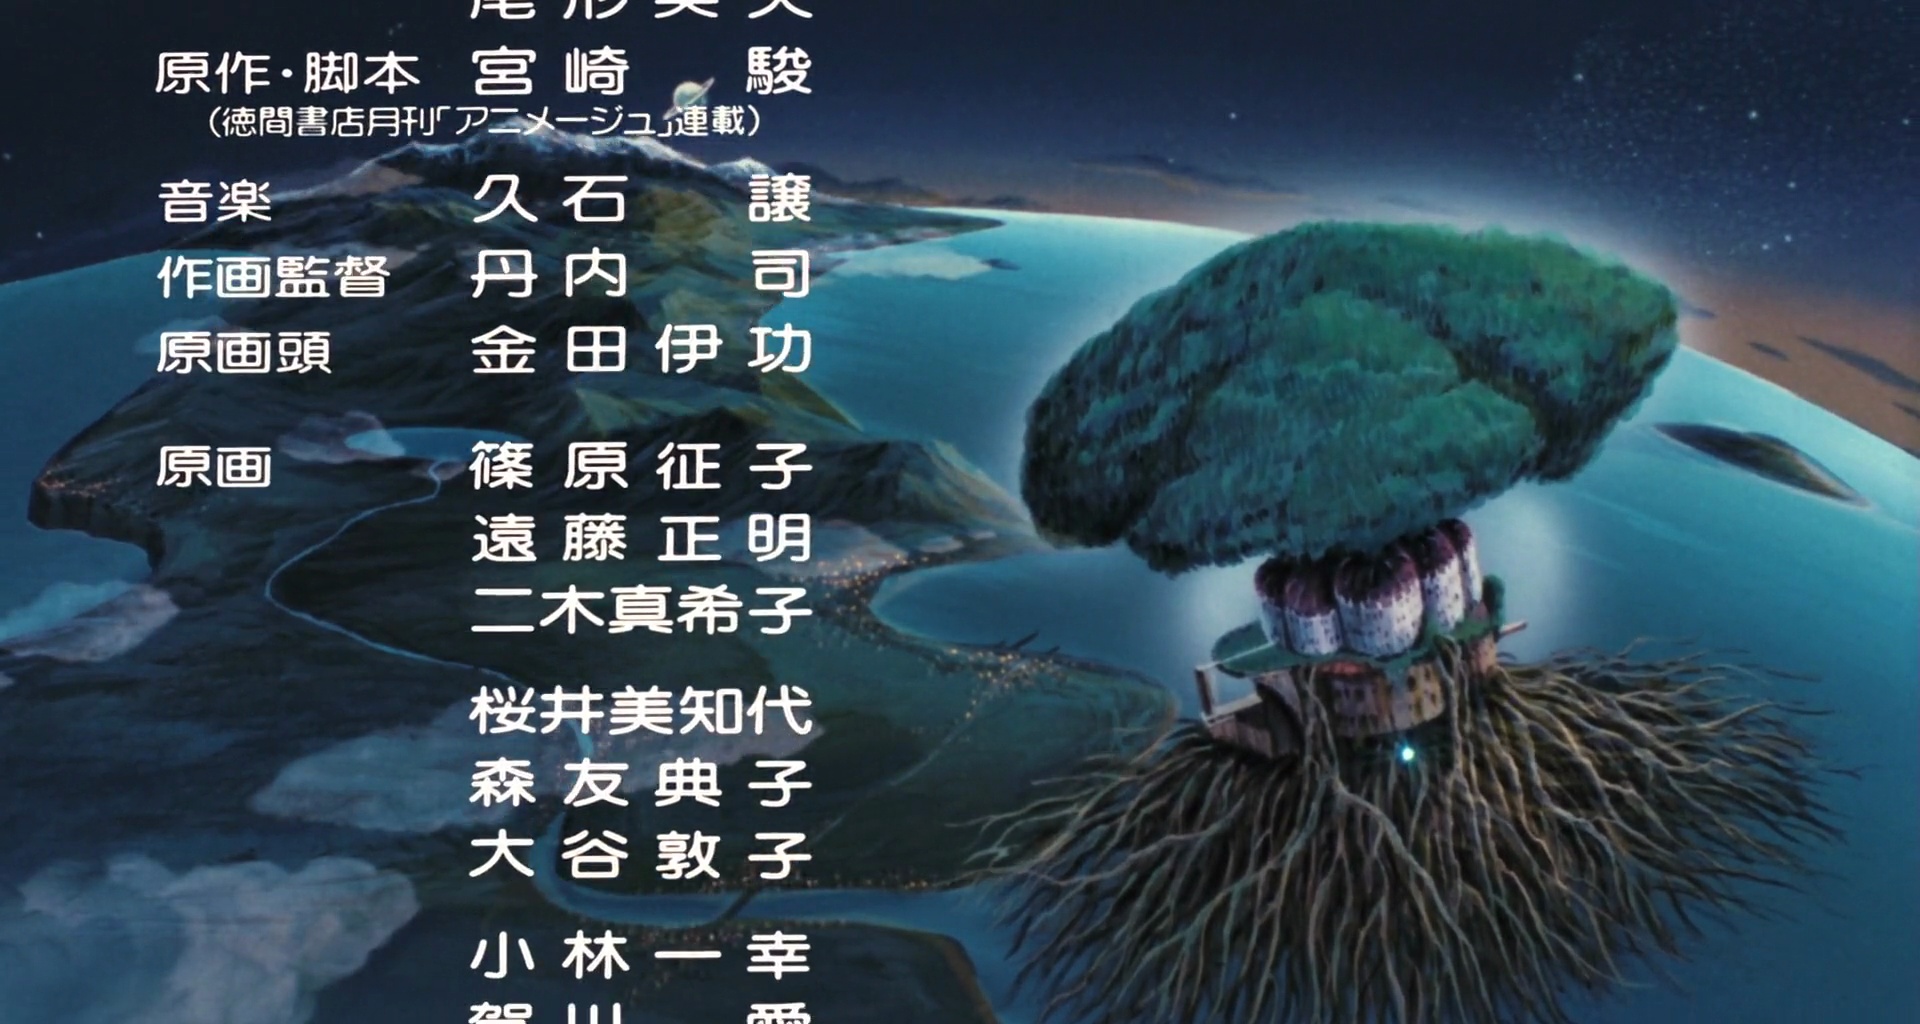 原作・脚本 宮崎 駿
(徳間書店月刊「アニメージュ」連載)
音楽 久石 譲
作画監督 丹内 司
原画頭 金田伊功
原画 篠原征子
遠藤正明
二木真希子
桜井美知代
森友典子
大谷敦子
小林一幸
賀川 愛